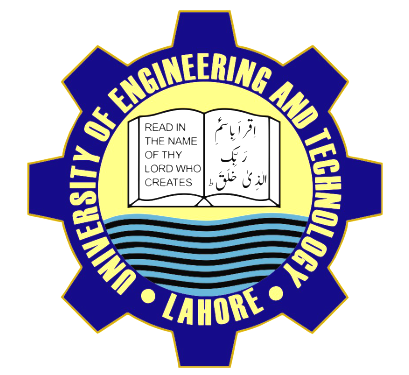 UNIVERSITY OF ENGINEERING AND TECHNOLOGY
READ IN
THE NAME
OF THY
LORD WHO
CREATES
اقرا باسم
ربک
الذی خلق
LAHORE